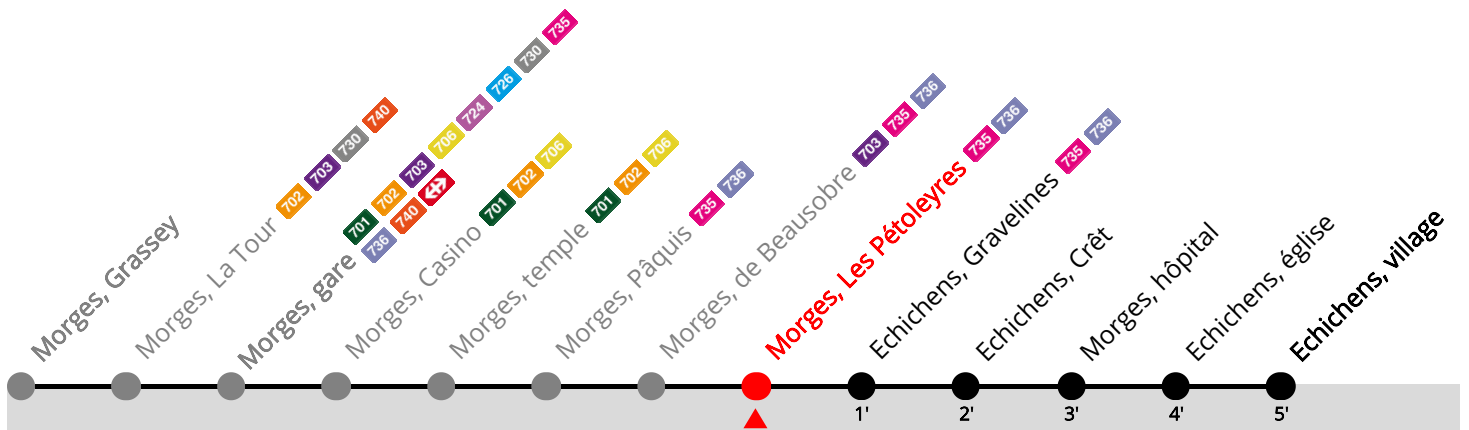 Morges, Grassey
Morges, La Tour 702 703 730 740
701 702 703 706 724 726 730 735
Morges, gare 736 740
Morges, Casino 701 702 706
Morges, temple 701 702 706
Morges, Pâquis 735 736
Morges, de Beausobre 703 735 736
Morges, Les Pétoleyres 735 736
Echichens, Gravelines 735 736
Echichens, Crêt
Morges, hôpital
Echichens, église
Echichens, village
1' 2' 3' 4' 5'